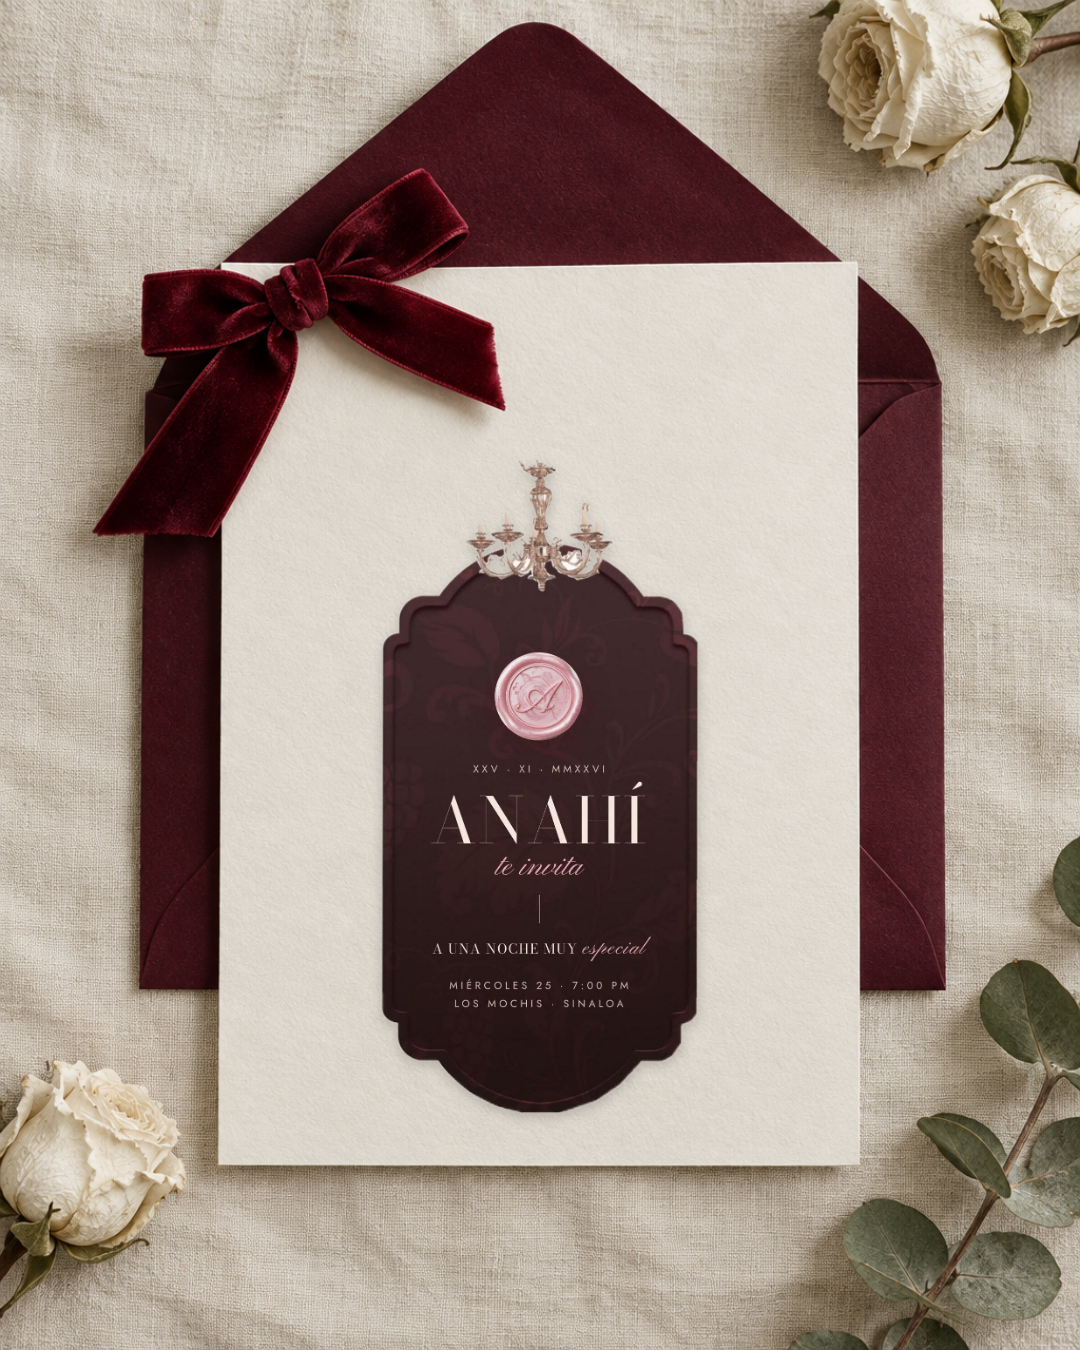 A
XXV · XI · MMXXVI
ANAHÍ
te invita
A UNA NOCHE MUY especial
MIÉRCOLES 25 · 7:00 PM
LOS MOCHIS · SINALOA